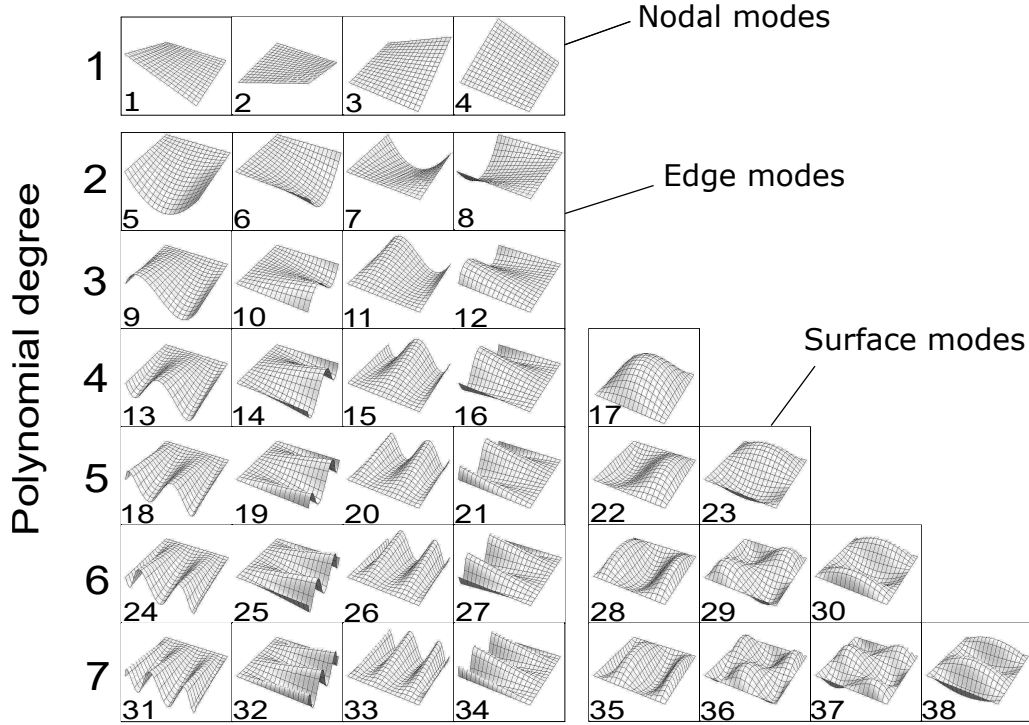 Nodal modes
1
1 2 3 4
Polynomial degree
2
5 6 7 8
Edge modes
3
9 10 11 12
4
13 14 15 16 17
Surface modes
5
18 19 20 21 22 23
6
24 25 26 27 28 29 30
7
31 32 33 34 35 36 37 38